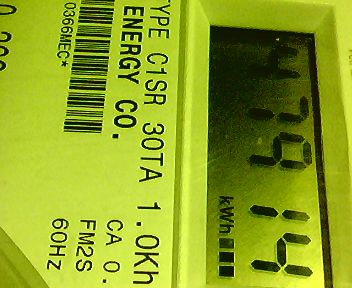 47914
kWh
TYPE C1SR 30TA 1.0Kh
ENERGY CO.
CA 0.
FM2S
60HZ
0366MEC*